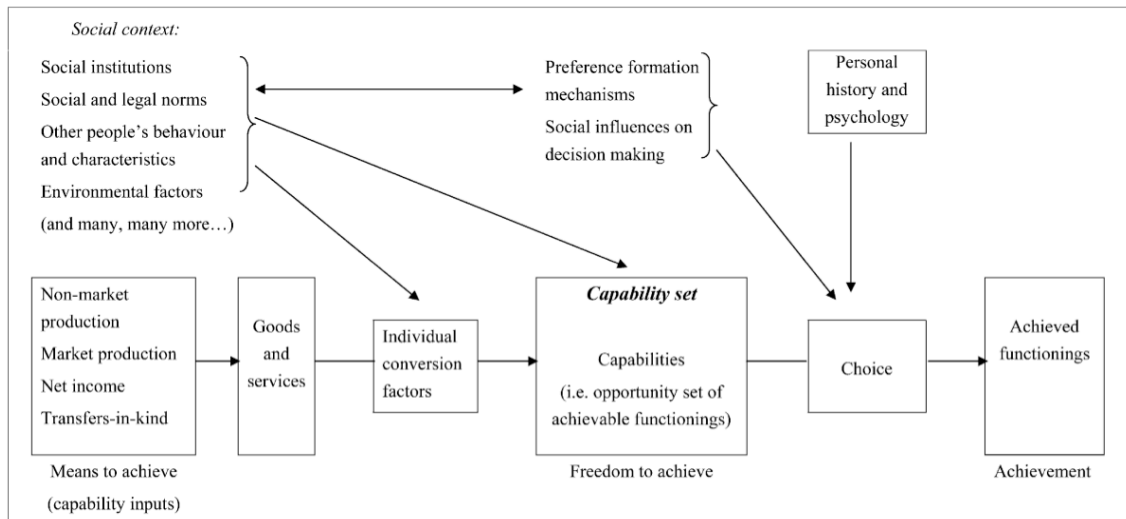 Social context:
Social institutions
Social and legal norms
Other people’s behaviour
and characteristics
Environmental factors
(and many, many more…)
Preference formation
mechanisms
Social influences on
decision making
Personal
history and
psychology
Non-market
production
Market production
Net income
Transfers-in-kind
Goods
and
services
Individual
conversion
factors
Capability set
Capabilities
(i.e. opportunity set of
achievable functionings)
Choice
Achieved
functionings
Means to achieve
(capability inputs)
Freedom to achieve
Achievement